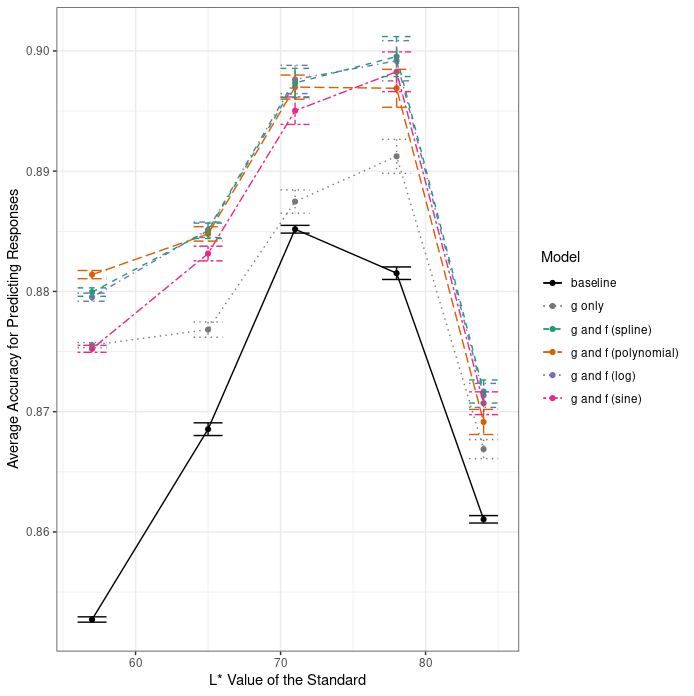 0.90
0.89
0.88
0.87
0.86
60
70
80
L* Value of the Standard
Average Accuracy for Predicting Responses
Model
baseline
g only
g and f (spline)
g and f (polynomial)
g and f (log)
g and f (sine)